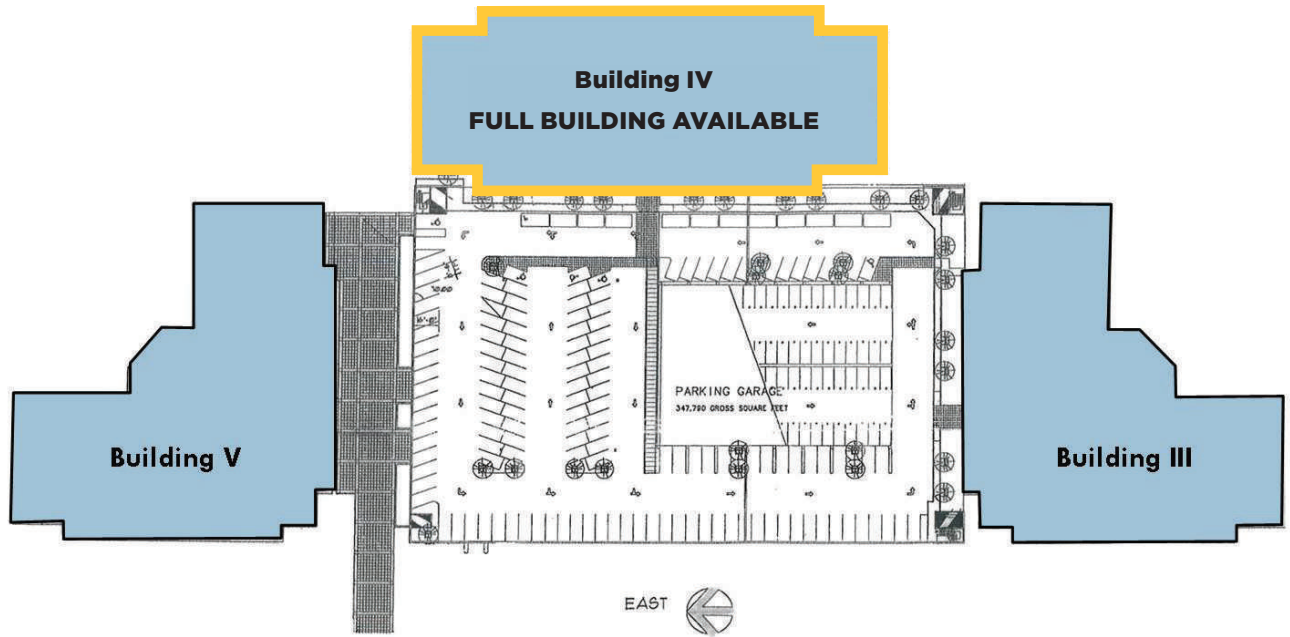 Building IV
FULL BUILDING AVAILABLE
PARKING GARAGE
347,790 GROSS SQUARE FEET
Building V
Building III
EAST